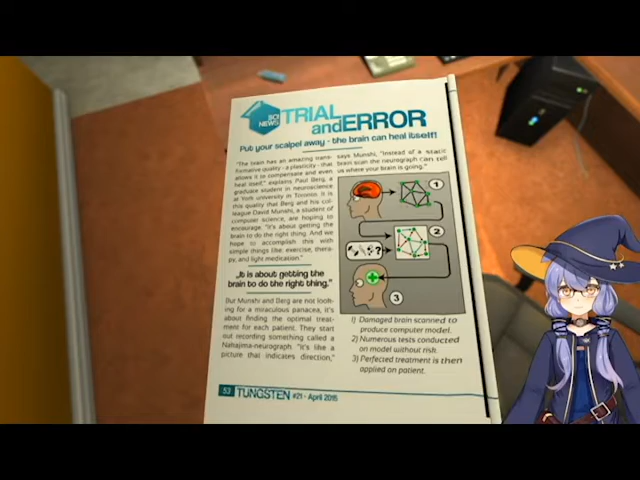 SCI
NEWS
TRIAL
and ERROR
Put your scalpel away - the brain can heal itself!
"The brain has an amazing trans-
formative quality - a plasticity - that
allows it to compensate and even
heal itself," explains Paul Berg, a
graduate student in neuroscience
at York university in Toronto. It is
this quality that Berg and his col-
league David Munshi, a student of
computer science, are hoping to
encourage. "It's about getting the
brain to do the right thing. And we
hope to accomplish this with
simple things like, exercise, thera-
py, and light medication."
„It is about getting the
brain to do the right thing."
But Munshi and Berg are not look-
ing for a miraculous panacea, it's
about finding the optimal treat-
ment for each patient. They start
out recording something called a
Nakajima-neurograph. "It's like a
picture that indicates direction,"
says Munshi, "Instead of a static
brain scan the neurograph can tell
us where your brain is going."
1
2
?
3
1) Damaged brain scanned to
produce computer model.
2) Numerous tests conducted
on model without risk.
3) Perfected treatment is then
applied on patient.
53 TUNGSTEN #21 - April 2015